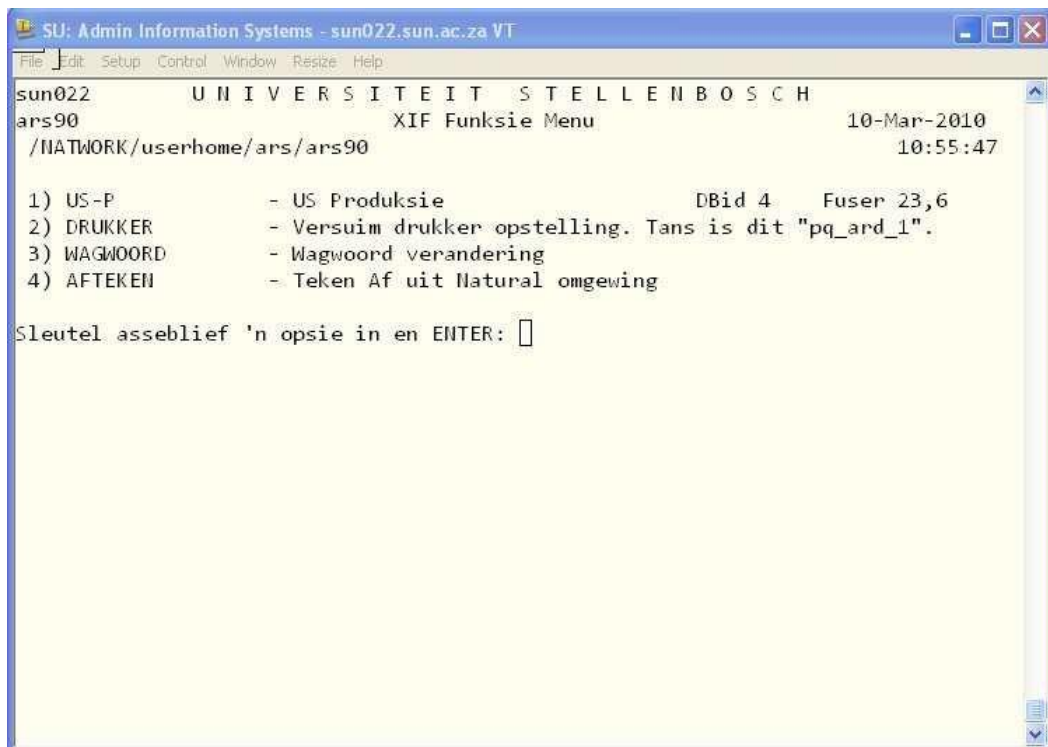 SU: Admin Information Systems - sun022.sun.ac.za VT
File Edit Setup Control Window Resize Help
sun022 U N I V E R S I T E I T S T E L L E N B O S C H
ars90 XIF Funksie Menu 10-Mar-2010
/NATWORK/userhome/ars/ars90 10:55:47
1) US-P - US Produksie DBid 4 Fuser 23,6
2) DRUKKER - Versuim drukker opstelling. Tans is dit "pq_ard_1".
3) WAGWOORD - Wagwoord verandering
4) AFTEKEN - Teken Af uit Natural omgewing
Sleutel asseblief 'n opsie in en ENTER: